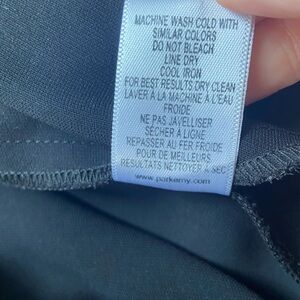 MACHINE WASH COLD WITH
SIMILAR COLORS
DO NOT BLEACH
LINE DRY
COOL IRON
FOR BEST RESULTS DRY CLEAN
LAVER À LA MACHINE À L'EAU
FROIDE
NE PAS JAVELLISER
SÉCHER À LIGNE
REPASSER AU FER FROIDE
POUR DE MEILLEURS
RESULTATS NETTOYER À SEC
www.parkerny.com